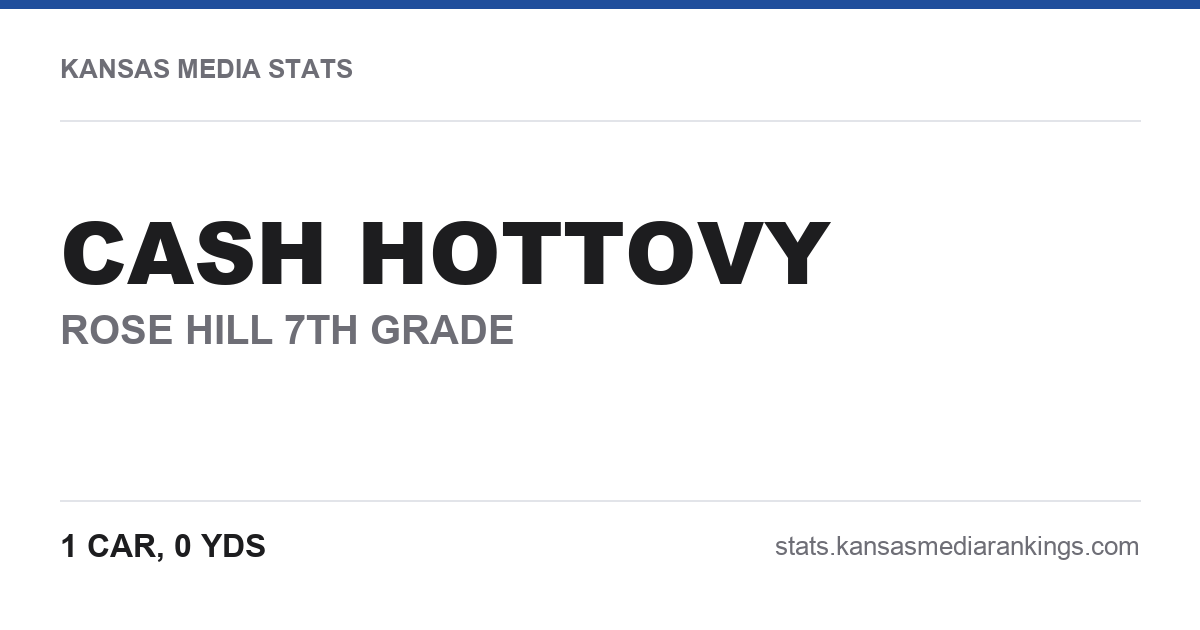 KANSAS MEDIA STATS
CASH HOTTOVY
ROSE HILL 7TH GRADE
1 CAR, 0 YDS
stats.kansasmediarankings.com